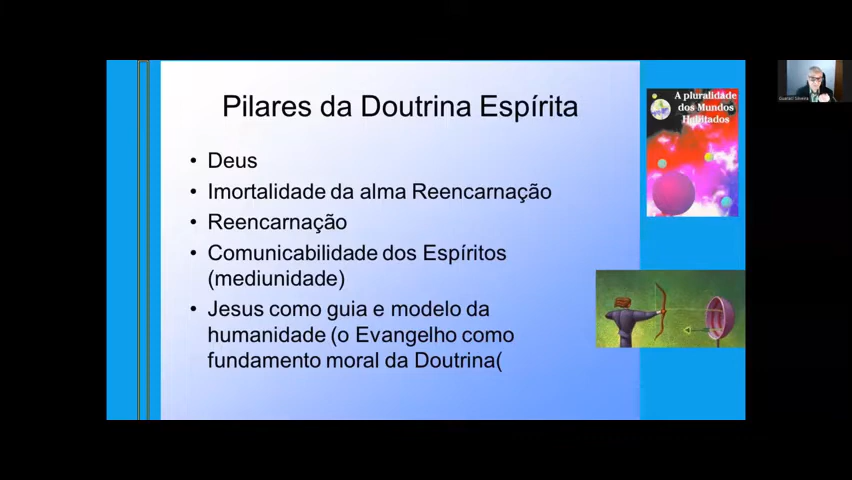 Pilares da Doutrina Espírita
• Deus
• Imortalidade da alma Reencarnação
• Reencarnação
• Comunicabilidade dos Espíritos
(mediunidade)
• Jesus como guia e modelo da
humanidade (o Evangelho como
fundamento moral da Doutrina(
A pluralidade
dos Mundos
Habitados